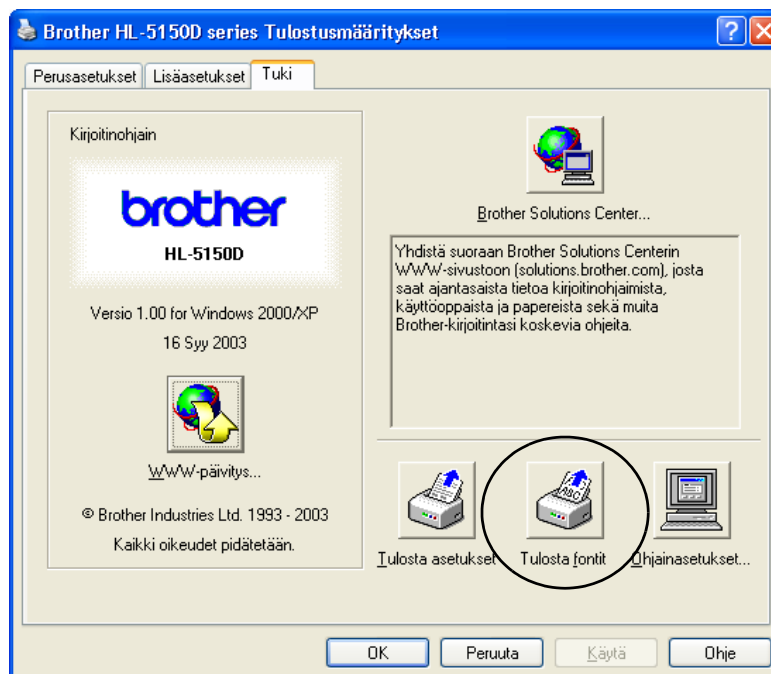 Brother HL-5150D series Tulostusmääritykset
Perusasetukset Lisäasetukset Tuki
Kirjoitinohjain
brother
HL-5150D
Versio 1.00 for Windows 2000/XP
16 Syy 2003
WWW-päivitys...
© Brother Industries Ltd. 1993 - 2003
Kaikki oikeudet pidätetään.
Brother Solutions Center...
Yhdistä suoraan Brother Solutions Centerin
WWW-sivustoon (solutions.brother.com), josta
saat ajantasaista tietoa kirjoitinohjaimista,
käyttöoppaista ja papereista sekä muita
Brother-kirjoitintasi koskevia ohjeita.
ABC
Tulosta asetukset Tulosta fontit Ohjainasetukset...
OK Peruuta Käytä Ohje